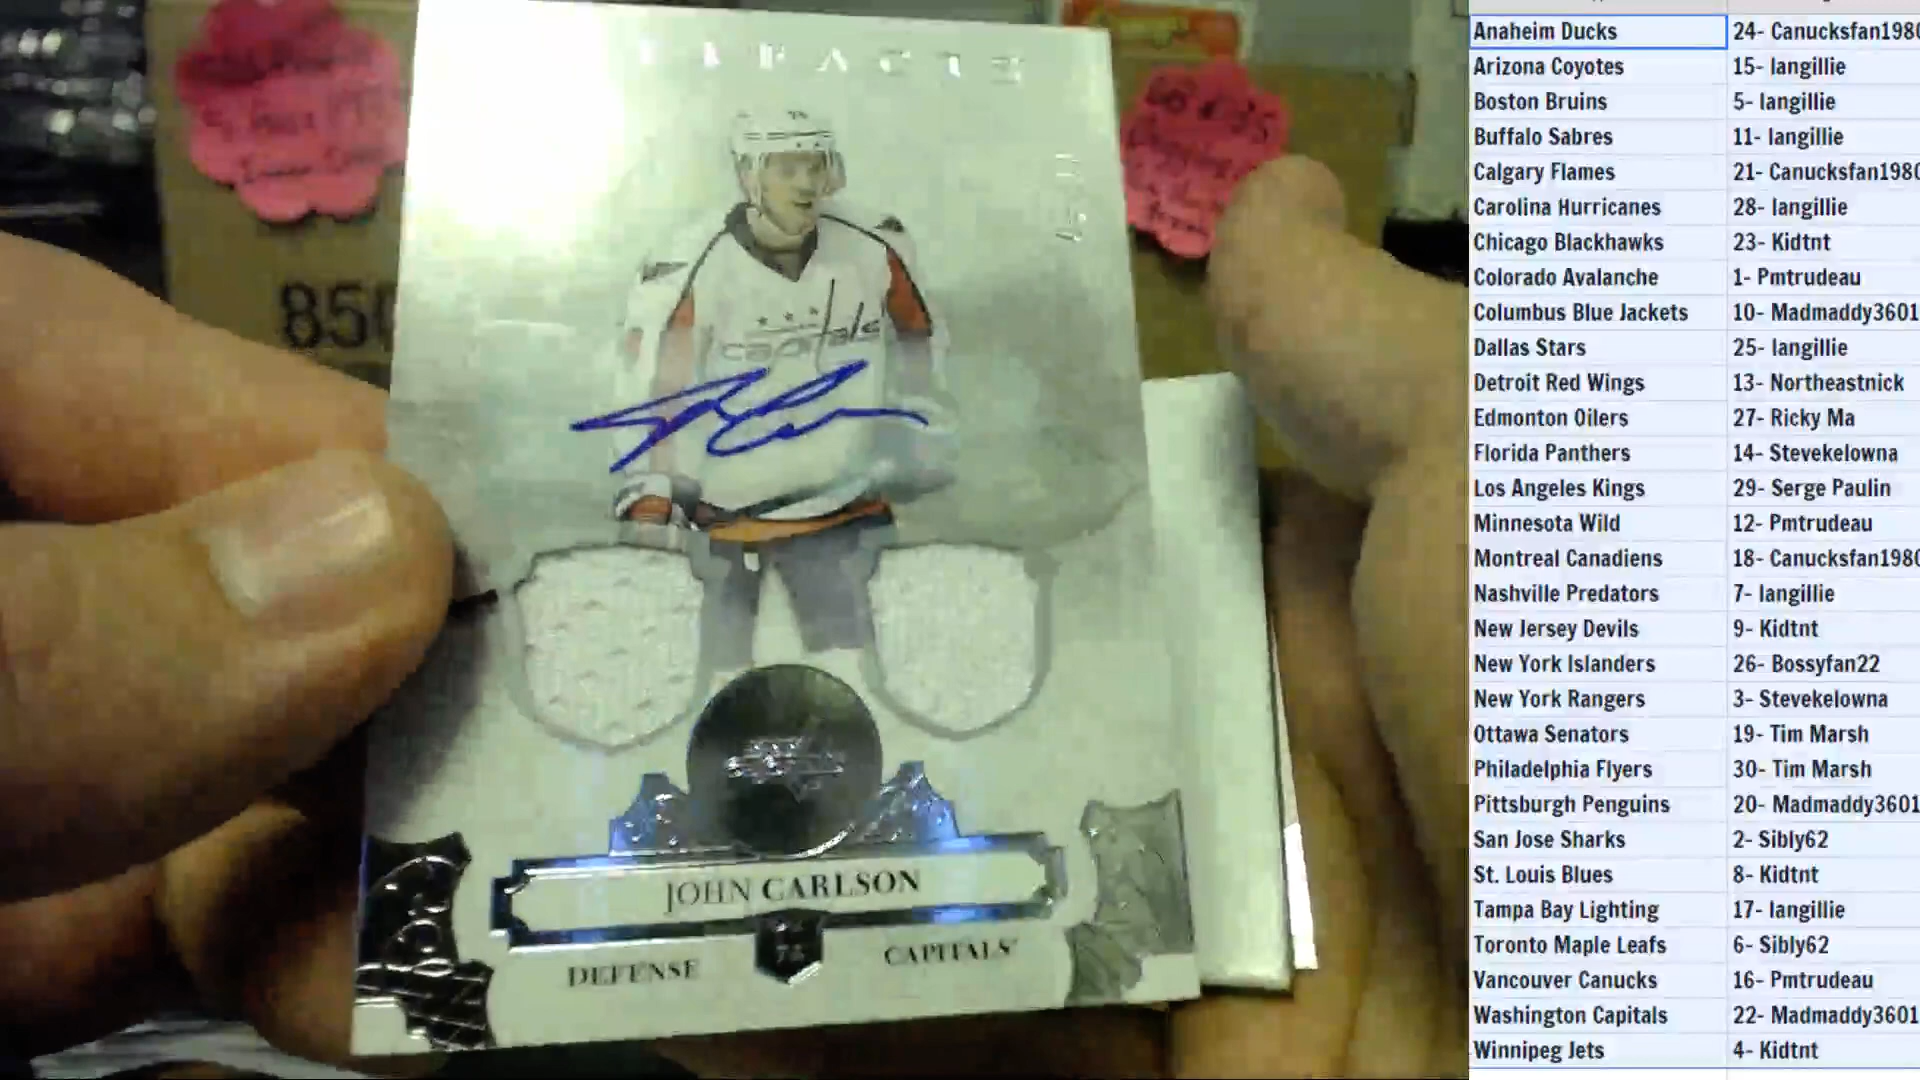 850
capitals
JOHN CARLSON
DEFENSE
74
CAPITALS
Anaheim Ducks 24- Canucksfan1980
Arizona Coyotes 15- langillie
Boston Bruins 5- langillie
Buffalo Sabres 11- langillie
Calgary Flames 21- Canucksfan1980
Carolina Hurricanes 28- langillie
Chicago Blackhawks 23- Kidtnt
Colorado Avalanche 1- Pmtrudeau
Columbus Blue Jackets 10- Madmaddy3601
Dallas Stars 25- langillie
Detroit Red Wings 13- Northeastnick
Edmonton Oilers 27- Ricky Ma
Florida Panthers 14- Stevekelowna
Los Angeles Kings 29- Serge Paulin
Minnesota Wild 12- Pmtrudeau
Montreal Canadiens 18- Canucksfan1980
Nashville Predators 7- langillie
New Jersey Devils 9- Kidtnt
New York Islanders 26- Bossyfan22
New York Rangers 3- Stevekelowna
Ottawa Senators 19- Tim Marsh
Philadelphia Flyers 30- Tim Marsh
Pittsburgh Penguins 20- Madmaddy3601
San Jose Sharks 2- Sibly62
St. Louis Blues 8- Kidtnt
Tampa Bay Lighting 17- langillie
Toronto Maple Leafs 6- Sibly62
Vancouver Canucks 16- Pmtrudeau
Washington Capitals 22- Madmaddy3601
Winnipeg Jets 4- Kidtnt